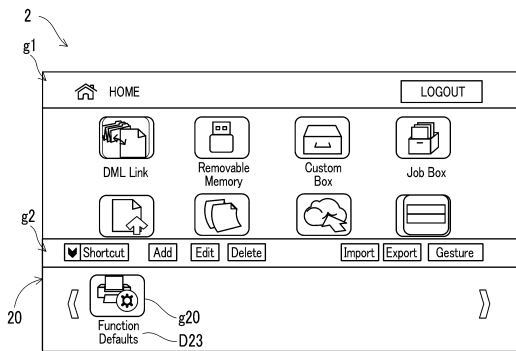 2
g1
HOME
LOGOUT
DML Link
Removable
Memory
Custom
Box
Job Box
g2
Shortcut Add Edit Delete Import Export Gesture
20
g20
Function
Defaults
D23